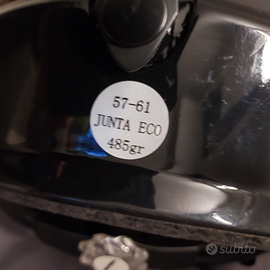 57-61
JUNTA ECO
485gr
subito